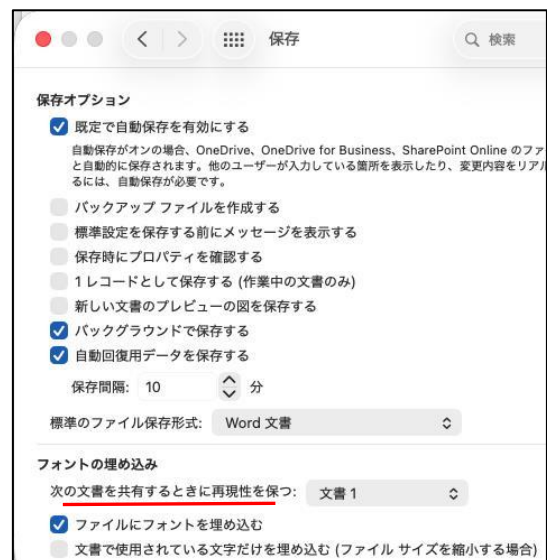 保存
検索
保存オプション
既定で自動保存を有効にする
自動保存がオンの場合、OneDrive、OneDrive for Business、SharePoint Online のファ
と自動的に保存されます。他のユーザーが入力している箇所を表示したり、変更内容をリアル
るには、自動保存が必要です。
バックアップ ファイルを作成する
標準設定を保存する前にメッセージを表示する
保存時にプロパティを確認する
1 レコードとして保存する (作業中の文書のみ)
新しい文書のプレビューの図を保存する
バックグラウンドで保存する
自動回復用データを保存する
保存間隔: 10 分
標準のファイル保存形式: Word 文書
フォントの埋め込み
次の文書を共有するときに再現性を保つ: 文書 1
ファイルにフォントを埋め込む
文書で使用されている文字だけを埋め込む (ファイル サイズを縮小する場合)